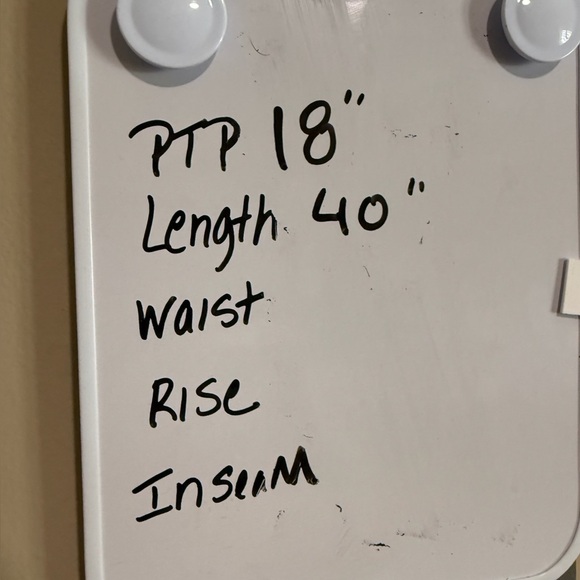 PTP 18"
Length 40"
Waist
Rise
Inseam